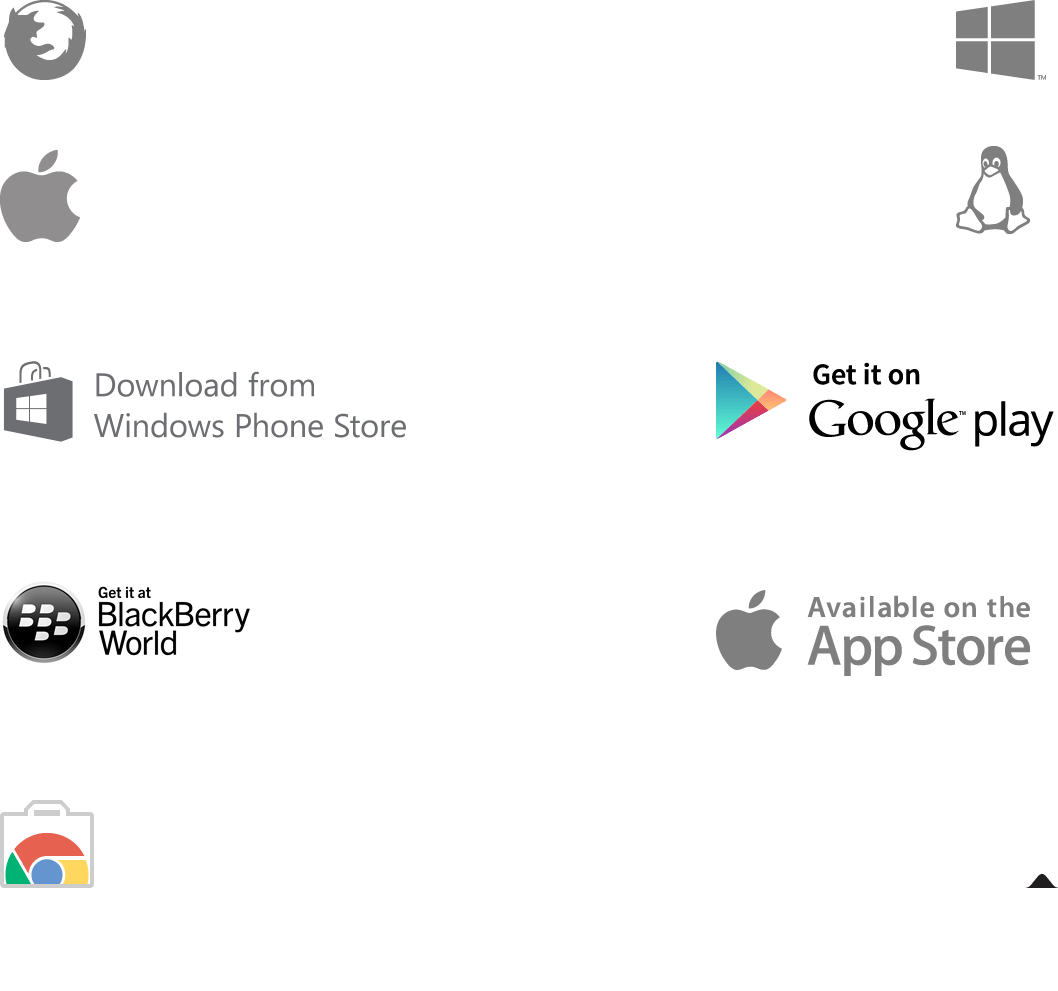 TM
Download from
Windows Phone Store
Get it on
Google™ play
Get it at
BlackBerry
World
Available on the
App Store